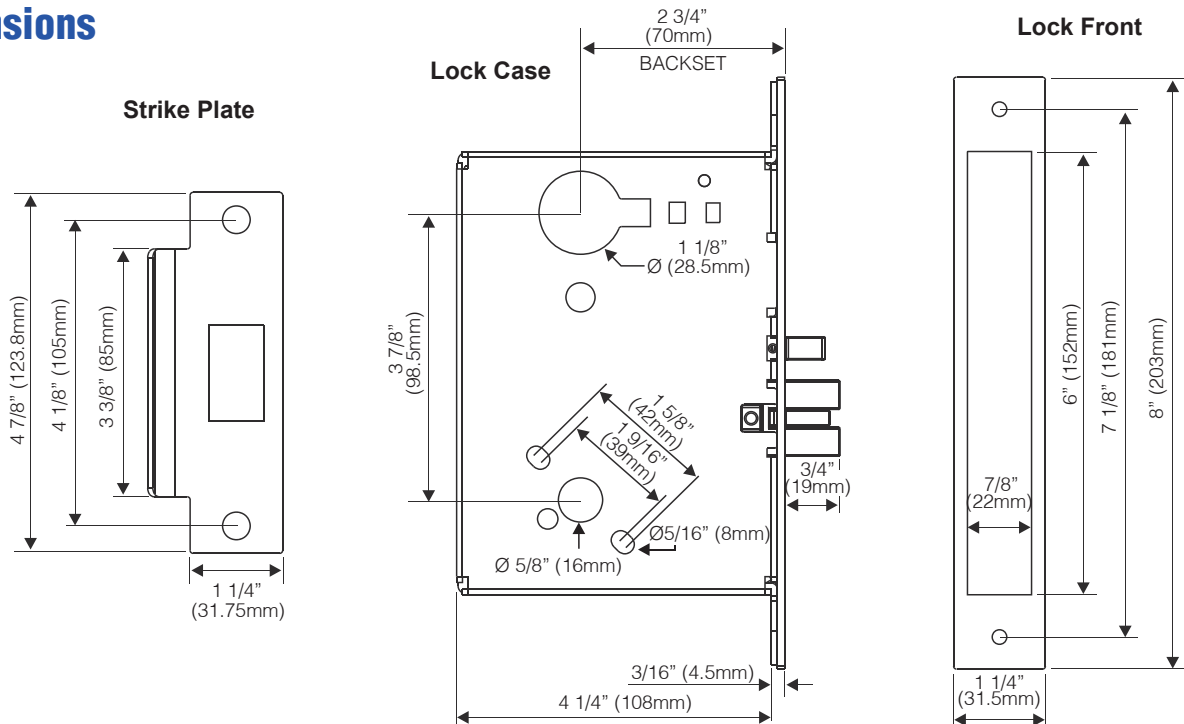 nsions
Strike Plate
4 7/8” (123.8mm)
4 1/8” (105mm)
3 3/8” (85mm)
1 1/4”
(31.75mm)
Lock Case
2 3/4”
(70mm)
BACKSET
1 1/8”
Ø (28.5mm)
3 7/8”
(98.5mm)
1 5/8”
(42mm)
1 9/16”
(39mm)
3/4”
(19mm)
Ø5/16” (8mm)
Ø 5/8” (16mm)
3/16” (4.5mm)
4 1/4” (108mm)
Lock Front
6” (152mm)
7 1/8” (181mm)
8” (203mm)
7/8”
(22mm)
1 1/4”
(31.5mm)